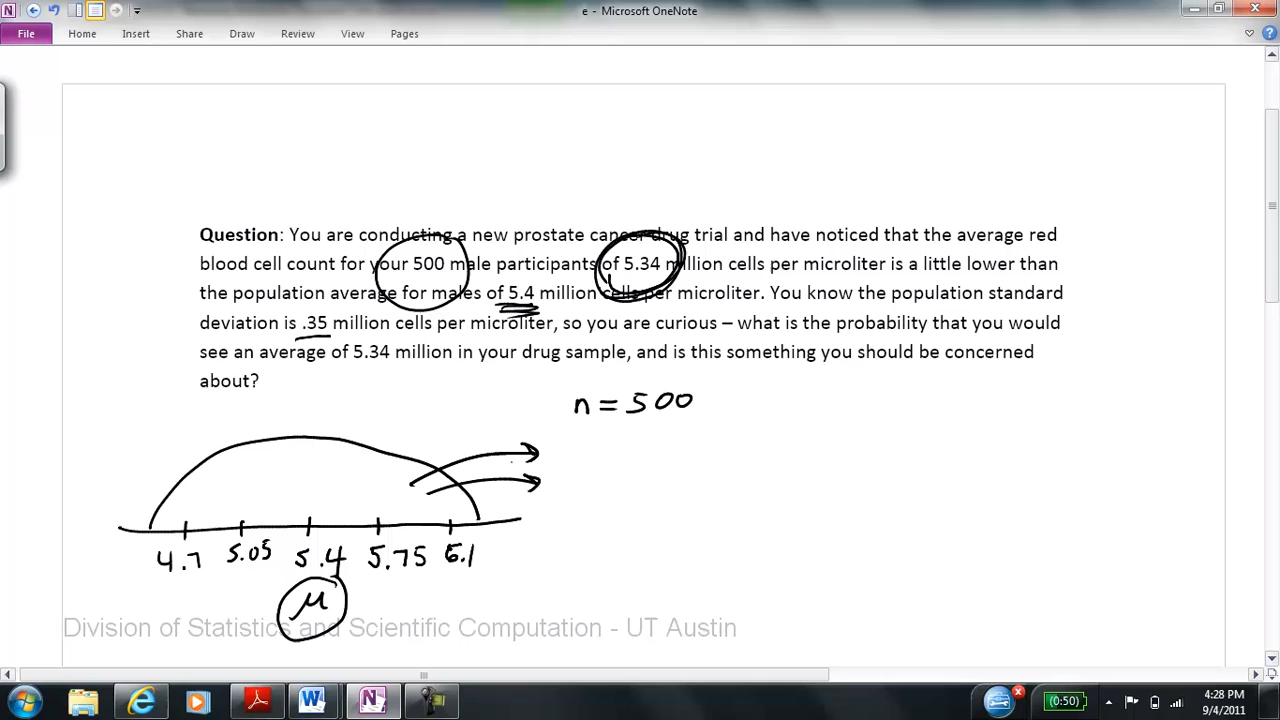 e - Microsoft OneNote
File Home Insert Share Draw Review View Pages
Question: You are conducting a new prostate cancer drug trial and have noticed that the average red
blood cell count for your 500 male participants of 5.34 million cells per microliter is a little lower than
the population average for males of 5.4 million cells per microliter. You know the population standard
deviation is .35 million cells per microliter, so you are curious – what is the probability that you would
see an average of 5.34 million in your drug sample, and is this something you should be concerned
about?
n = 500
4.7 5.05 5.4 5.75 6.1
μ
Division of Statistics and Scientific Computation - UT Austin
(0:50) 4:28 PM
9/4/2011